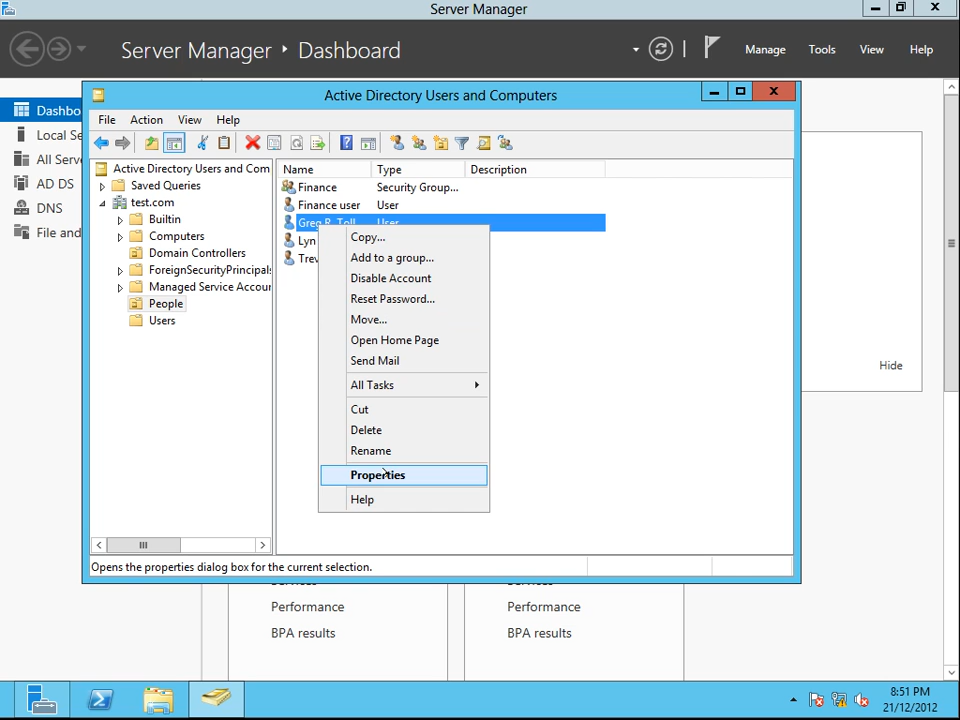 Server Manager
Server Manager ‣ Dashboard
Manage
Tools
View
Help
Dashbo
Local Se
All Serve
AD DS
DNS
File and
Active Directory Users and Computers
File
Action
View
Help
Active Directory Users and Com
Saved Queries
test.com
Builtin
Computers
Domain Controllers
ForeignSecurityPrincipals
Managed Service Accour
People
Users
Name
Type
Description
Finance
Security Group...
Finance user
User
Greg R. Toll
User
Lyn
Trev
Copy...
Add to a group...
Disable Account
Reset Password...
Move...
Open Home Page
Send Mail
All Tasks
Cut
Delete
Rename
Properties
Help
Opens the properties dialog box for the current selection.
Hide
Performance
BPA results
Performance
BPA results
8:51 PM
21/12/2012